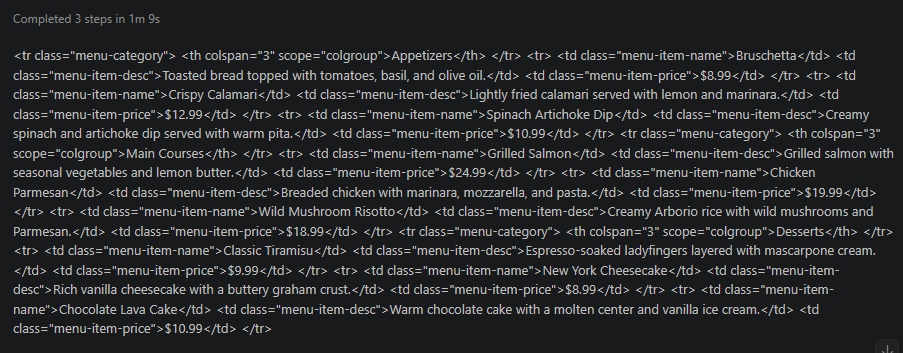 Completed 3 steps in 1m 9s
<tr class="menu-category"> <th colspan="3" scope="colgroup">Appetizers</th> </tr> <tr> <td class="menu-item-name">Bruschetta</td> <td
class="menu-item-desc">Toasted bread topped with tomatoes, basil, and olive oil.</td> <td class="menu-item-price">$8.99</td> </tr> <tr> <td
class="menu-item-name">Crispy Calamari</td> <td class="menu-item-desc">Lightly fried calamari served with lemon and marinara.</td> <td
class="menu-item-price">$12.99</td> </tr> <tr> <td class="menu-item-name">Spinach Artichoke Dip</td> <td class="menu-item-desc">Creamy
spinach and artichoke dip served with warm pita.</td> <td class="menu-item-price">$10.99</td> </tr> <tr class="menu-category"> <th colspan="3"
scope="colgroup">Main Courses</th> </tr> <tr> <td class="menu-item-name">Grilled Salmon</td> <td class="menu-item-desc">Grilled salmon with
seasonal vegetables and lemon butter.</td> <td class="menu-item-price">$24.99</td> </tr> <tr> <td class="menu-item-name">Chicken
Parmesan</td> <td class="menu-item-desc">Breaded chicken with marinara, mozzarella, and pasta.</td> <td class="menu-item-price">$19.99</td>
</tr> <tr> <td class="menu-item-name">Wild Mushroom Risotto</td> <td class="menu-item-desc">Creamy Arborio rice with wild mushrooms and
Parmesan.</td> <td class="menu-item-price">$18.99</td> </tr> <tr class="menu-category"> <th colspan="3" scope="colgroup">Desserts</th> </tr>
<tr> <td class="menu-item-name">Classic Tiramisu</td> <td class="menu-item-desc">Espresso-soaked ladyfingers layered with mascarpone cream.
</td> <td class="menu-item-price">$9.99</td> </tr> <tr> <td class="menu-item-name">New York Cheesecake</td> <td class="menu-item-
desc">Rich vanilla cheesecake with a buttery graham crust.</td> <td class="menu-item-price">$8.99</td> </tr> <tr> <td class="menu-item-
name">Chocolate Lava Cake</td> <td class="menu-item-desc">Warm chocolate cake with a molten center and vanilla ice cream.</td> <td
class="menu-item-price">$10.99</td> </tr>